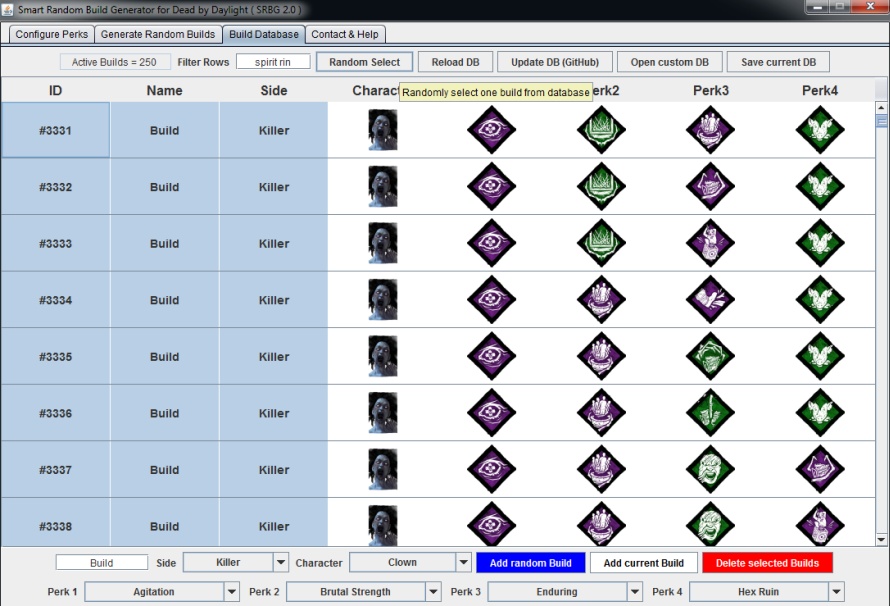 Smart Random Build Generator for Dead by Daylight ( SRBG 2.0 )
Configure Perks Generate Random Builds Build Database Contact & Help
Active Builds = 250 Filter Rows spirit rin Random Select Reload DB Update DB (GitHub) Open custom DB Save current DB
Randomly select one build from database
ID Name Side Charac erk2 Perk3 Perk4
#3331 Build Killer
#3332 Build Killer
#3333 Build Killer
#3334 Build Killer
#3335 Build Killer
#3336 Build Killer
#3337 Build Killer
#3338 Build Killer
Build Side Killer Character Clown Add random Build Add current Build Delete selected Builds
Perk 1 Agitation Perk 2 Brutal Strength Perk 3 Enduring Perk 4 Hex Ruin